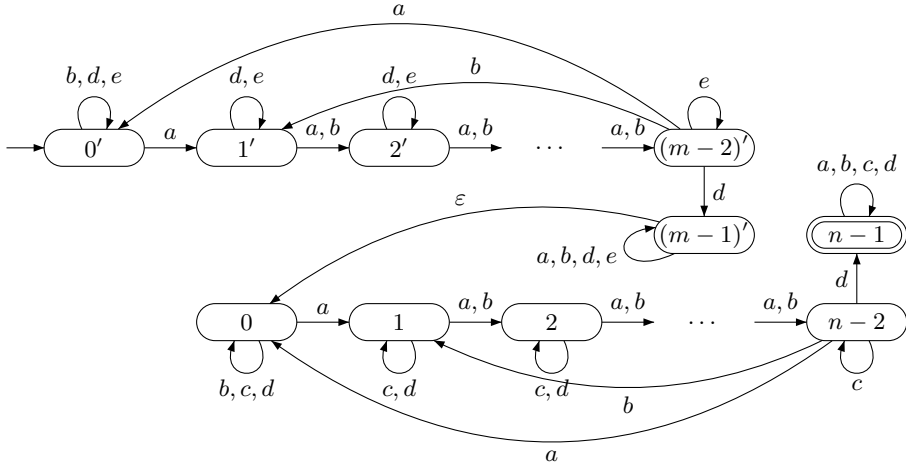 a
b, d, e d, e d, e b e
0′ a 1′ a, b 2′ a, b ⋯ a, b (m − 2)′
d
ε a, b, c, d
(m − 1)′ n − 1
a, b, d, e
d
0 a 1 a, b 2 a, b ⋯ a, b n − 2
b, c, d c, d c, d c
b
a